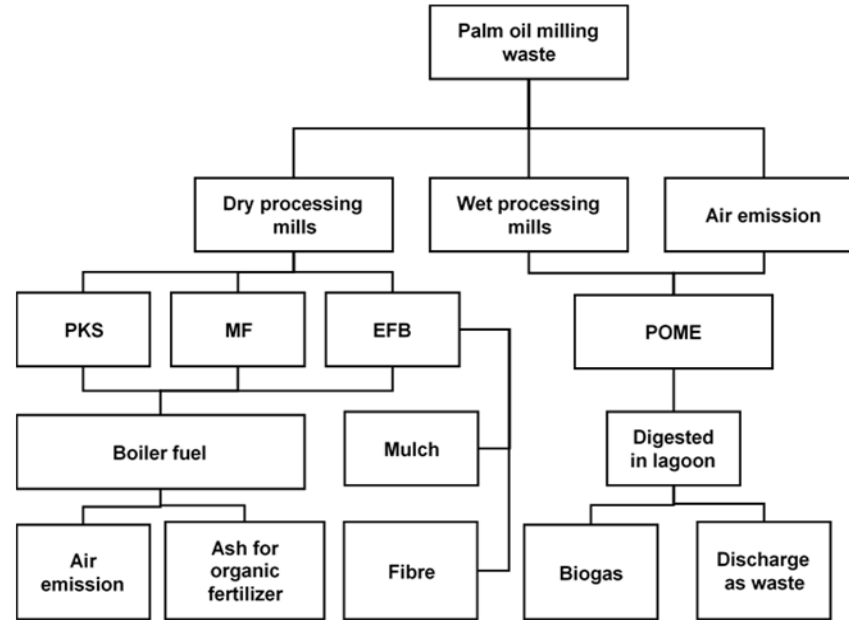 Palm oil milling
waste
Dry processing
mills
Wet processing
mills
Air emission
PKS
MF
EFB
POME
Boiler fuel
Mulch
Digested
in lagoon
Air
emission
Ash for
organic
fertilizer
Fibre
Biogas
Discharge
as waste